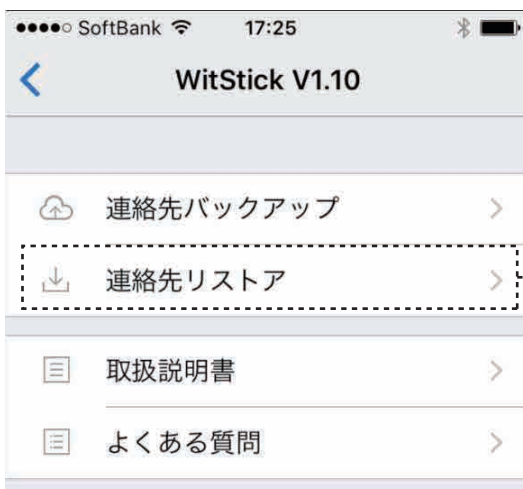 SoftBank 17:25
WitStick V1.10
連絡先バックアップ
連絡先リストア
取扱説明書
よくある質問